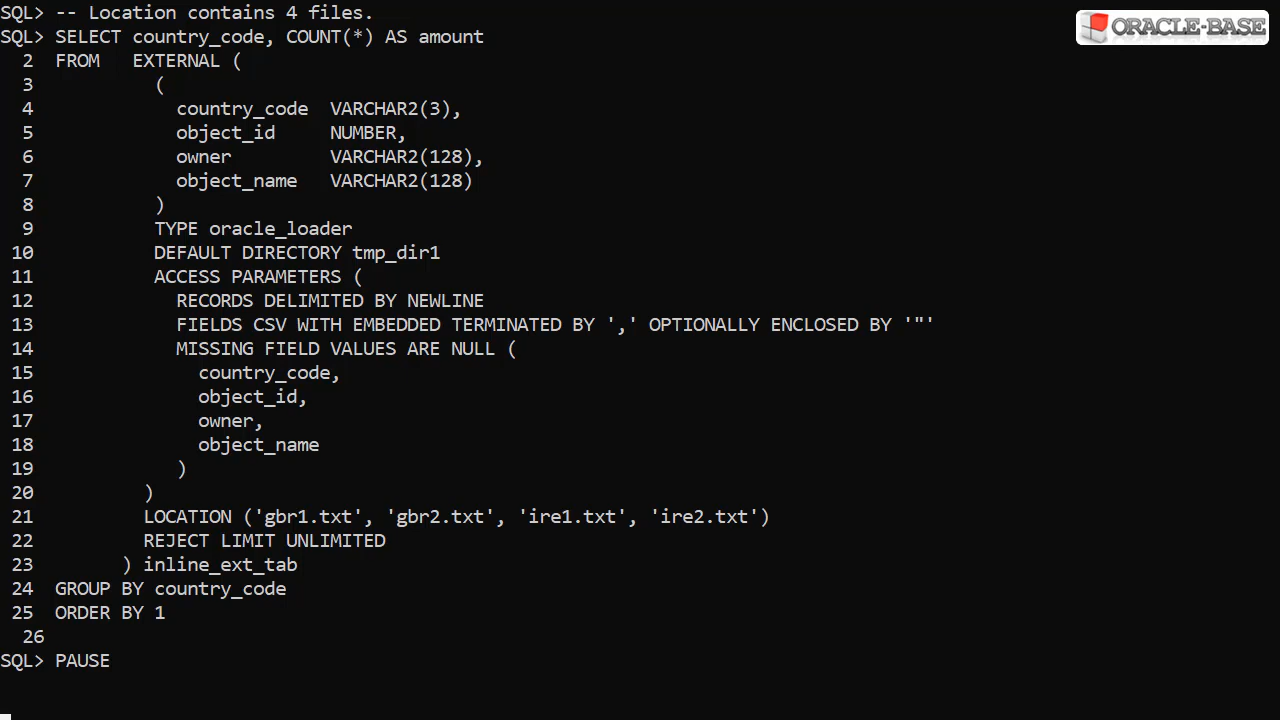 SQL> -- Location contains 4 files.
SQL> SELECT country_code, COUNT(*) AS amount
  2  FROM   EXTERNAL (
  3           (
  4             country_code  VARCHAR2(3),
  5             object_id     NUMBER,
  6             owner         VARCHAR2(128),
  7             object_name   VARCHAR2(128)
  8           )
  9           TYPE oracle_loader
 10           DEFAULT DIRECTORY tmp_dir1
 11           ACCESS PARAMETERS (
 12             RECORDS DELIMITED BY NEWLINE
 13             FIELDS CSV WITH EMBEDDED TERMINATED BY ',' OPTIONALLY ENCLOSED BY '"'
 14             MISSING FIELD VALUES ARE NULL (
 15               country_code,
 16               object_id,
 17               owner,
 18               object_name
 19             )
 20          )
 21          LOCATION ('gbr1.txt', 'gbr2.txt', 'ire1.txt', 'ire2.txt')
 22          REJECT LIMIT UNLIMITED
 23        ) inline_ext_tab
 24  GROUP BY country_code
 25  ORDER BY 1
  26
SQL> PAUSE
ORACLE-BASE